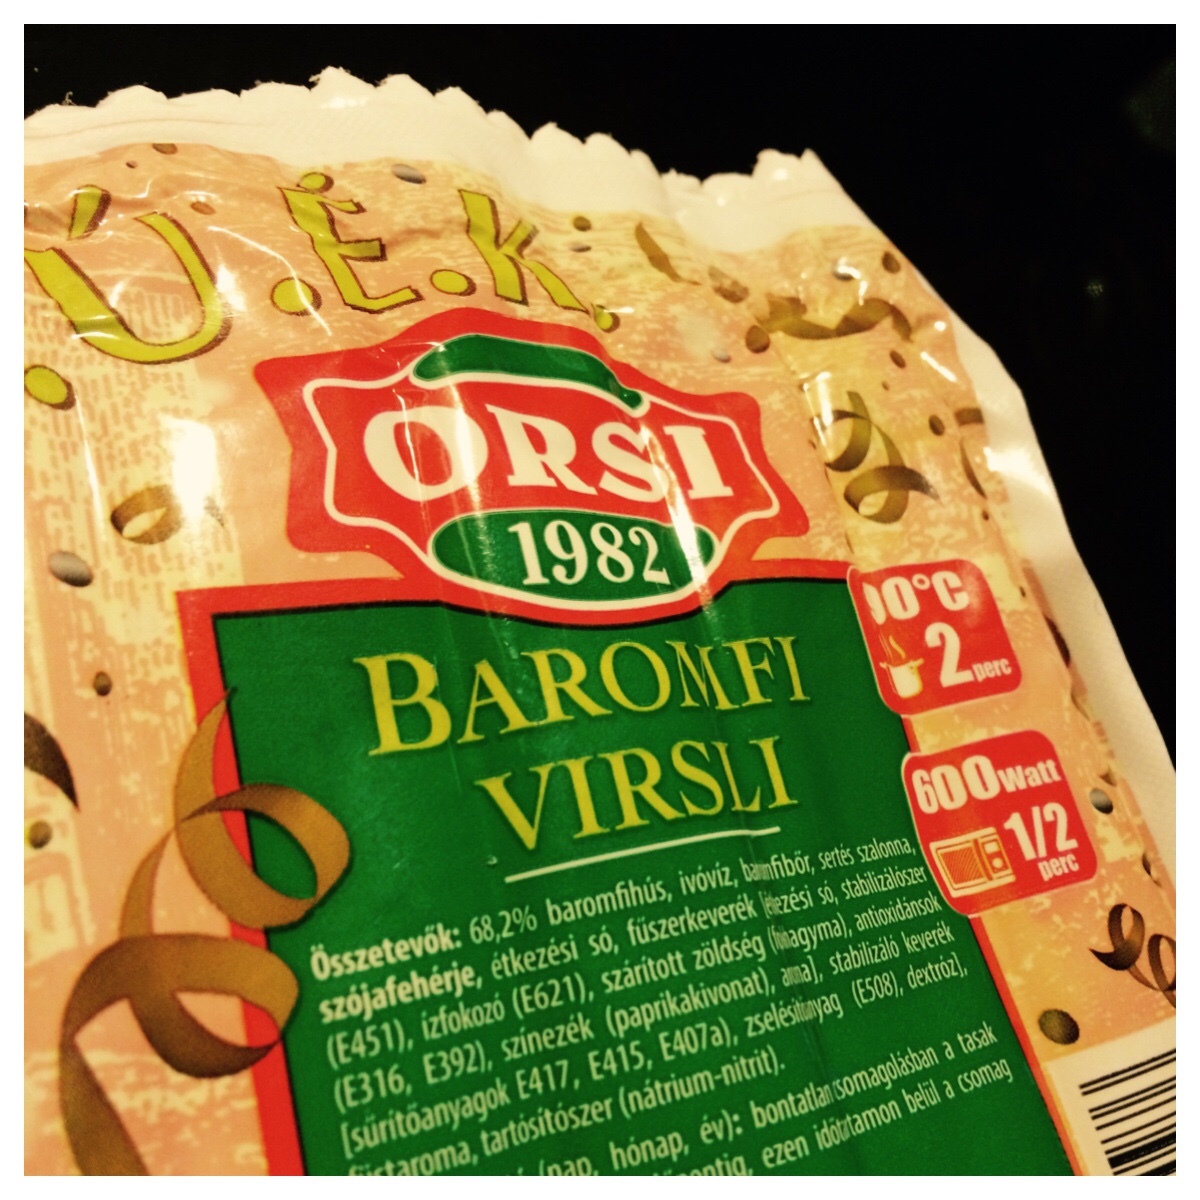 Ú.É.K.
ORSI
1982
BAROMFI
VIRSLI
90°C
2 perc
600Watt
1/2
perc
Összetevők: 68,2% baromfihús, ivóvíz, baromfibőr, sertés szalonna,
szójafehérje, étkezési só, fűszerkeverék [étkezési só, stabilizálószer
(E451), ízfokozó (E621), szárított zöldség (fokhagyma), antioxidánsok
(E316, E392), színezék (paprikakivonat), aroma], stabilizáló keverék
[sűrítőanyagok E417, E415, E407a), zselésítőanyag (E508), dextróz],
füstaroma, tartósítószer (nátrium-nitrit).
(nap, hónap, év): bontatlan csomagolásban a tasak
ezen időtartamon belül a csomag